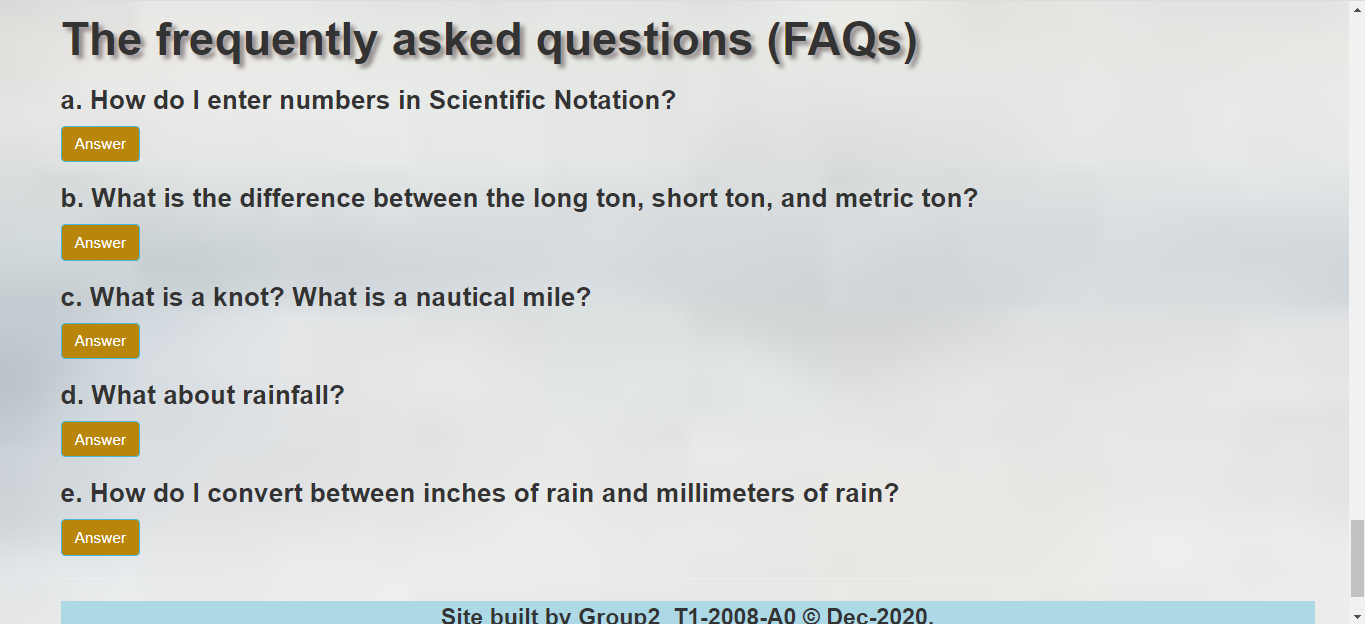 The frequently asked questions (FAQs)
a. How do I enter numbers in Scientific Notation?
Answer
b. What is the difference between the long ton, short ton, and metric ton?
Answer
c. What is a knot? What is a nautical mile?
Answer
d. What about rainfall?
Answer
e. How do I convert between inches of rain and millimeters of rain?
Answer
Site built by Group2_T1-2008-A0 © Dec-2020.